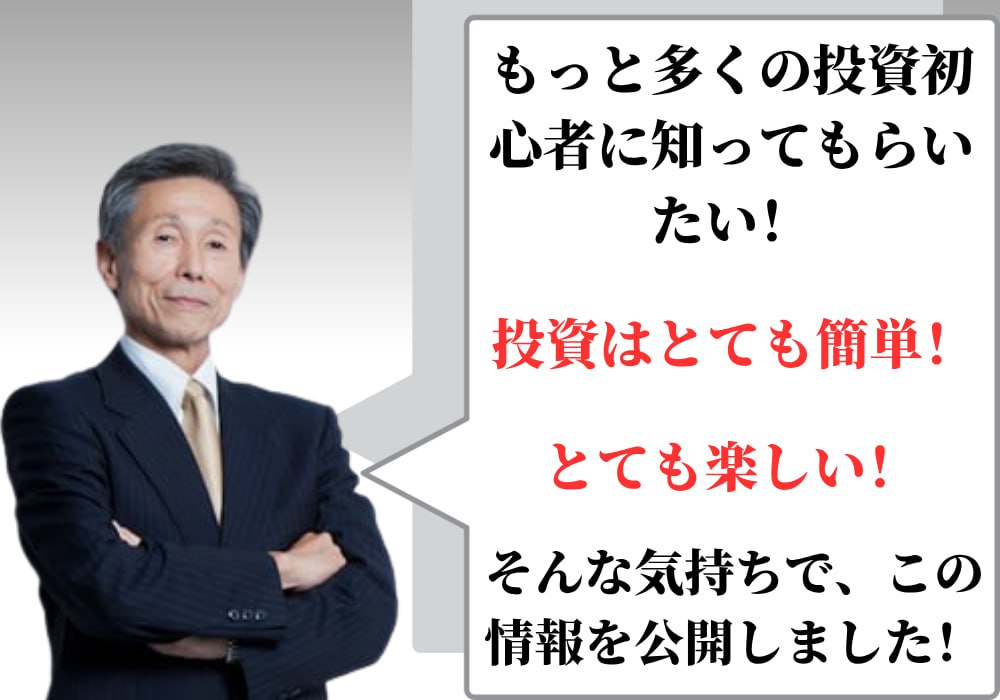 もっと多くの投資初
心者に知ってもらい
たい!
投資はとても簡単!
とても楽しい!
そんな気持ちで、この
情報を公開しました!